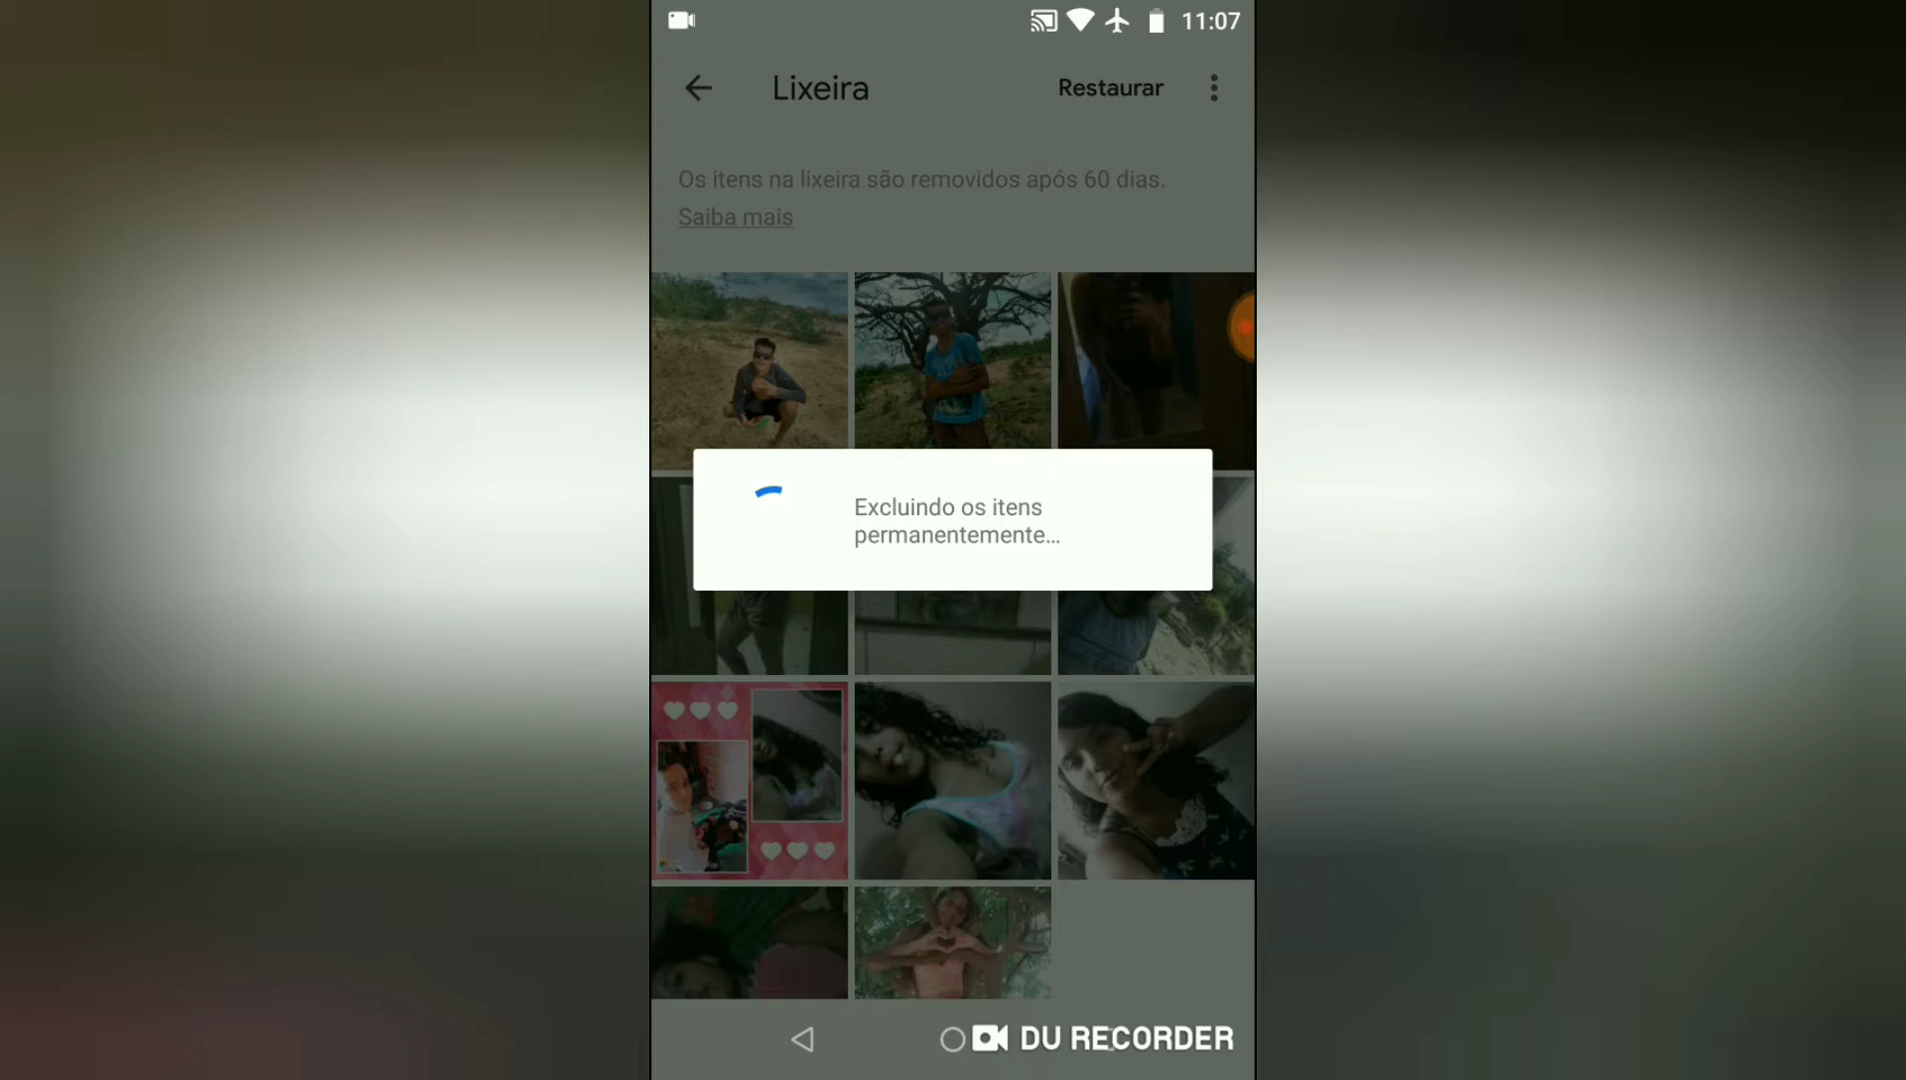 11:07
Lixeira
Restaurar
Os itens na lixeira são removidos após 60 dias.
Saiba mais
Excluindo os itens
permanentemente...
DU RECORDER